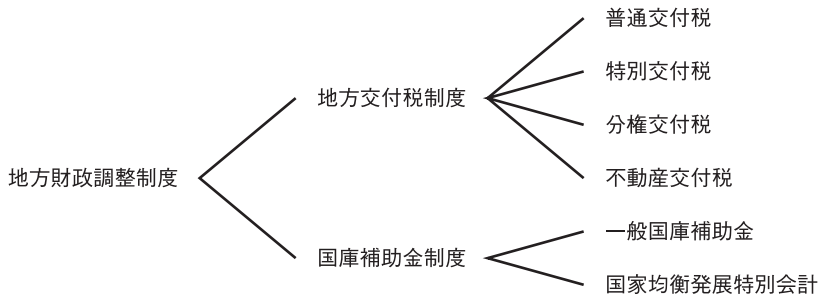 地方財政調整制度
地方交付税制度
普通交付税
特別交付税
分権交付税
不動産交付税
国庫補助金制度
一般国庫補助金
国家均衡発展特別会計